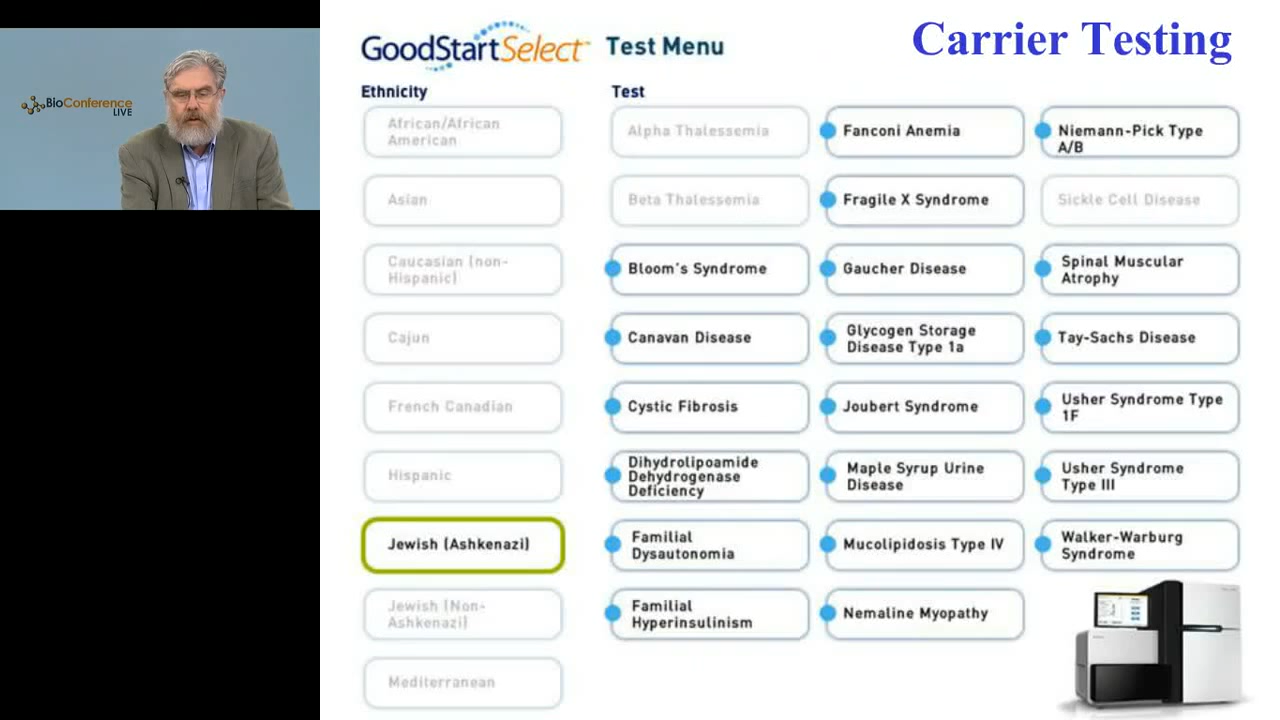 BioConference
LIVE
GoodStartSelect™ Test Menu
Carrier Testing
Ethnicity
African/African
American
Asian
Caucasian (non-
Hispanic)
Cajun
French Canadian
Hispanic
Jewish (Ashkenazi)
Jewish (Non-
Ashkenazi)
Mediterranean
Test
Alpha Thalessemia
Beta Thalessemia
Bloom's Syndrome
Canavan Disease
Cystic Fibrosis
Dihydrolipoamide
Dehydrogenase
Deficiency
Familial
Dysautonomia
Familial
Hyperinsulinism
Fanconi Anemia
Fragile X Syndrome
Gaucher Disease
Glycogen Storage
Disease Type 1a
Joubert Syndrome
Maple Syrup Urine
Disease
Mucolipidosis Type IV
Nemaline Myopathy
Niemann-Pick Type
A/B
Sickle Cell Disease
Spinal Muscular
Atrophy
Tay-Sachs Disease
Usher Syndrome Type
1F
Usher Syndrome
Type III
Walker-Warburg
Syndrome